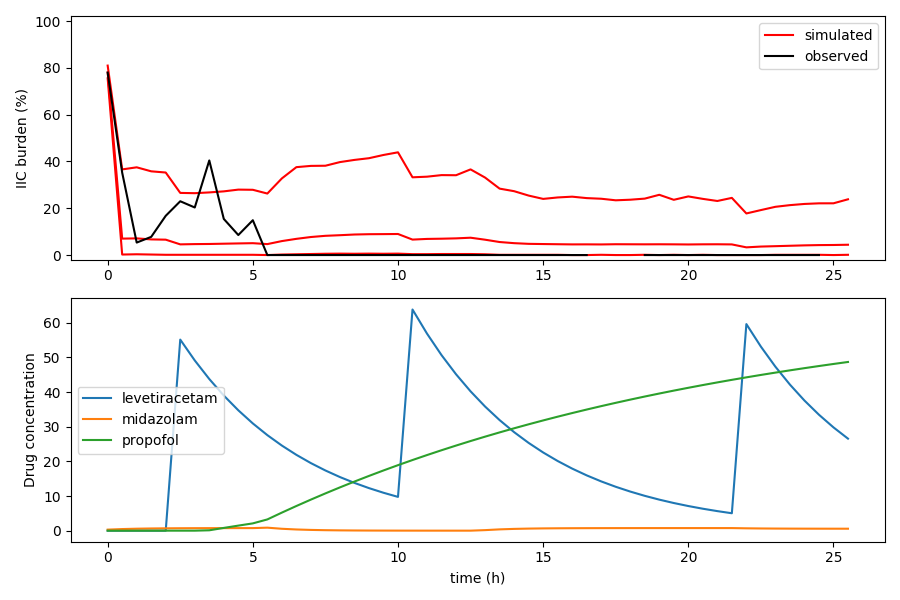 100
80
60
40
20
0
IIC burden (%)
simulated
observed
0 5 10 15 20 25
60
50
40
30
20
10
0
Drug concentration
levetiracetam
midazolam
propofol
0 5 10 15 20 25
time (h)